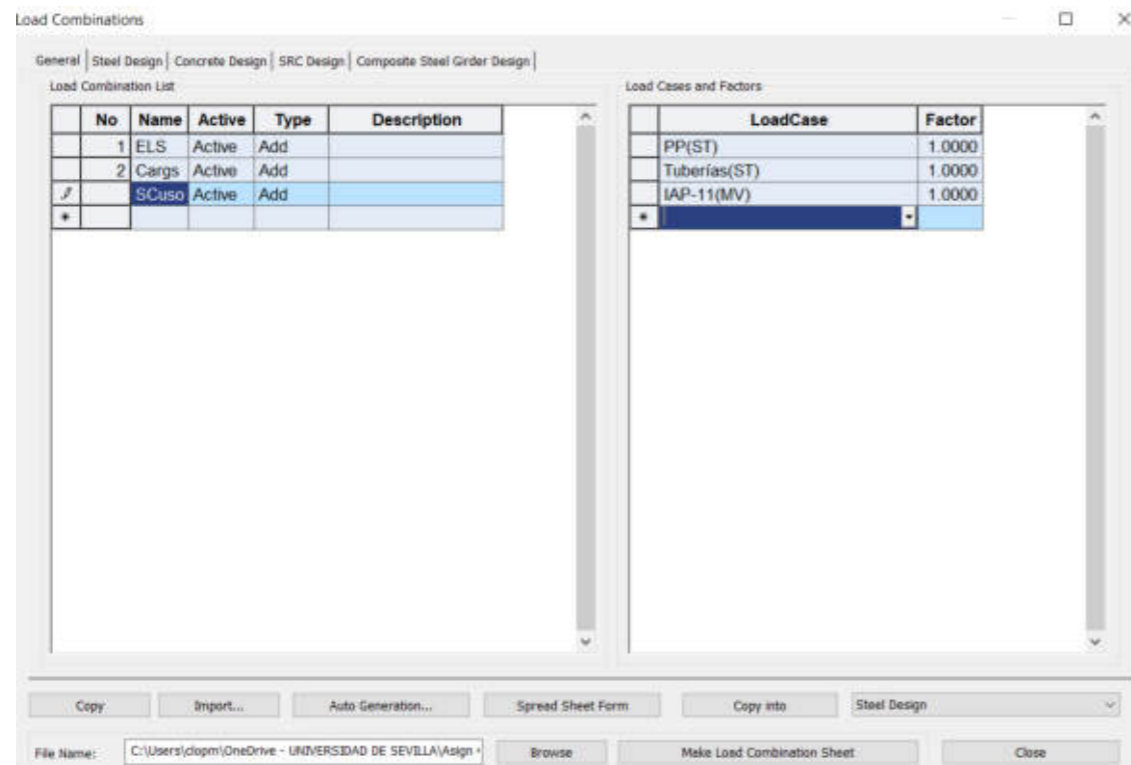 Load Combinations
General Steel Design Concrete Design SRC Design Composite Steel Girder Design
Load Combination List
No Name Active Type Description
1 ELS Active Add
2 Cargs Active Add
SCuso Active Add
*
Load Cases and Factors
LoadCase Factor
PP(ST) 1.0000
Tuberías(ST) 1.0000
IAP-11(MV) 1.0000
*
Copy Import... Auto Generation... Spread Sheet Form Copy into Steel Design
File Name: C:\Users\clopm\OneDrive - UNIVERSIDAD DE SEVILLA\Asign Browse Make Load Combination Sheet Close